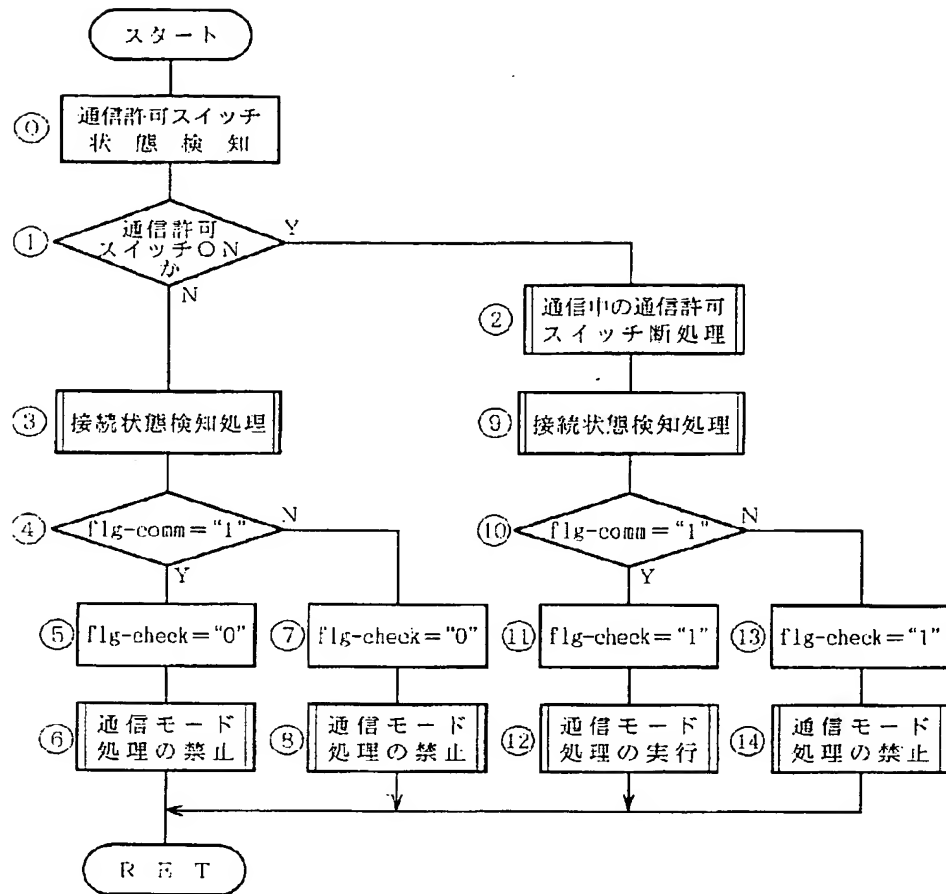 スタート
⓪
通信許可スイッチ
状態検知
①
通信許可
スイッチON
か
Y
N
②
通信中の通信許可
スイッチ断処理
③
接続状態検知処理
⑨
接続状態検知処理
④
flg-comm＝“1”
N
Y
⑩
flg-comm＝“1”
N
Y
⑤
flg-check＝“0”
⑦
flg-check＝“0”
⑪
flg-check＝“1”
⑬
flg-check＝“1”
⑥
通信モード
処理の禁止
⑧
通信モード
処理の禁止
⑫
通信モード
処理の実行
⑭
通信モード
処理の禁止
RET